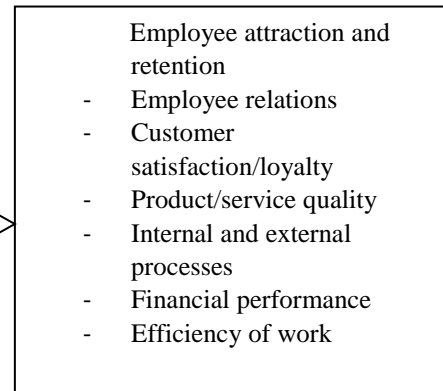 Employee attraction and
retention
- Employee relations
- Customer
satisfaction/loyalty
- Product/service quality
- Internal and external
processes
- Financial performance
- Efficiency of work